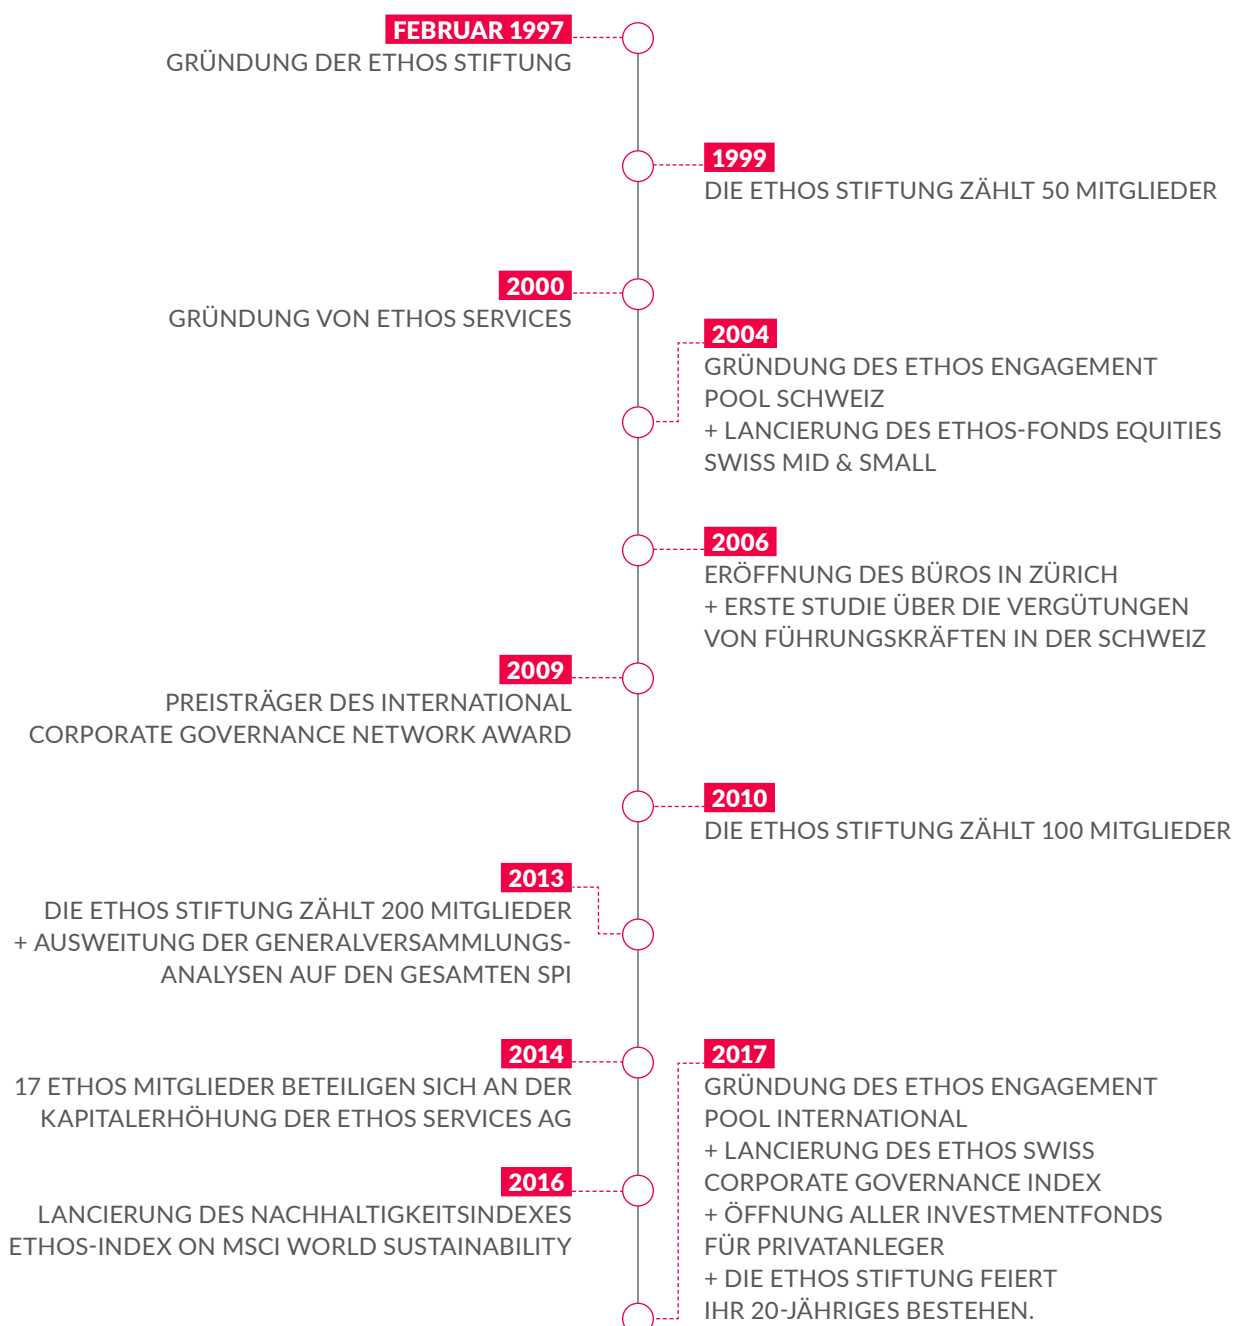 FEBRUAR 1997
GRÜNDUNG DER ETHOS STIFTUNG
1999
DIE ETHOS STIFTUNG ZÄHLT 50 MITGLIEDER
2000
GRÜNDUNG VON ETHOS SERVICES
2004
GRÜNDUNG DES ETHOS ENGAGEMENT
POOL SCHWEIZ
+ LANCIERUNG DES ETHOS-FONDS EQUITIES
SWISS MID & SMALL
2006
ERÖFFNUNG DES BÜROS IN ZÜRICH
+ ERSTE STUDIE ÜBER DIE VERGÜTUNGEN
VON FÜHRUNGSKRÄFTEN IN DER SCHWEIZ
2009
PREISTRÄGER DES INTERNATIONAL
CORPORATE GOVERNANCE NETWORK AWARD
2010
DIE ETHOS STIFTUNG ZÄHLT 100 MITGLIEDER
2013
DIE ETHOS STIFTUNG ZÄHLT 200 MITGLIEDER
+ AUSWEITUNG DER GENERALVERSAMMLUNGS-
ANALYSEN AUF DEN GESAMTEN SPI
2014
17 ETHOS MITGLIEDER BETEILIGEN SICH AN DER
KAPITALERHÖHUNG DER ETHOS SERVICES AG
2016
LANCIERUNG DES NACHHALTIGKEITSINDEXES
ETHOS-INDEX ON MSCI WORLD SUSTAINABILITY
2017
GRÜNDUNG DES ETHOS ENGAGEMENT
POOL INTERNATIONAL
+ LANCIERUNG DES ETHOS SWISS
CORPORATE GOVERNANCE INDEX
+ ÖFFNUNG ALLER INVESTMENTFONDS
FÜR PRIVATANLEGER
+ DIE ETHOS STIFTUNG FEIERT
IHR 20-JÄHRIGES BESTEHEN.